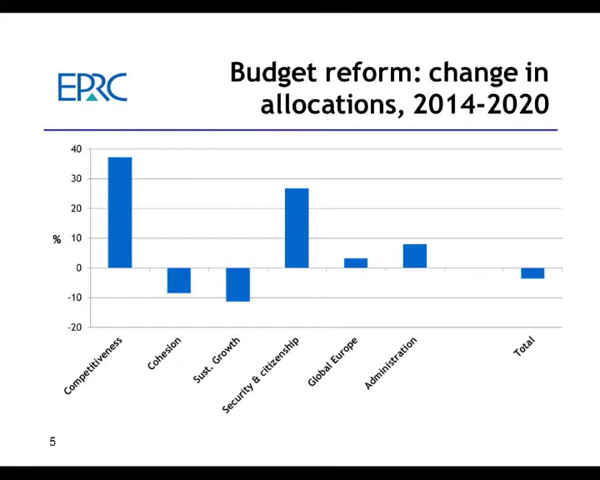 EPRC
Budget reform: change in
allocations, 2014-2020
40
30
20
10
0
-10
-20
%
Competitiveness
Cohesion
Sust. Growth
Security & citizenship
Global Europe
Administration
Total
5